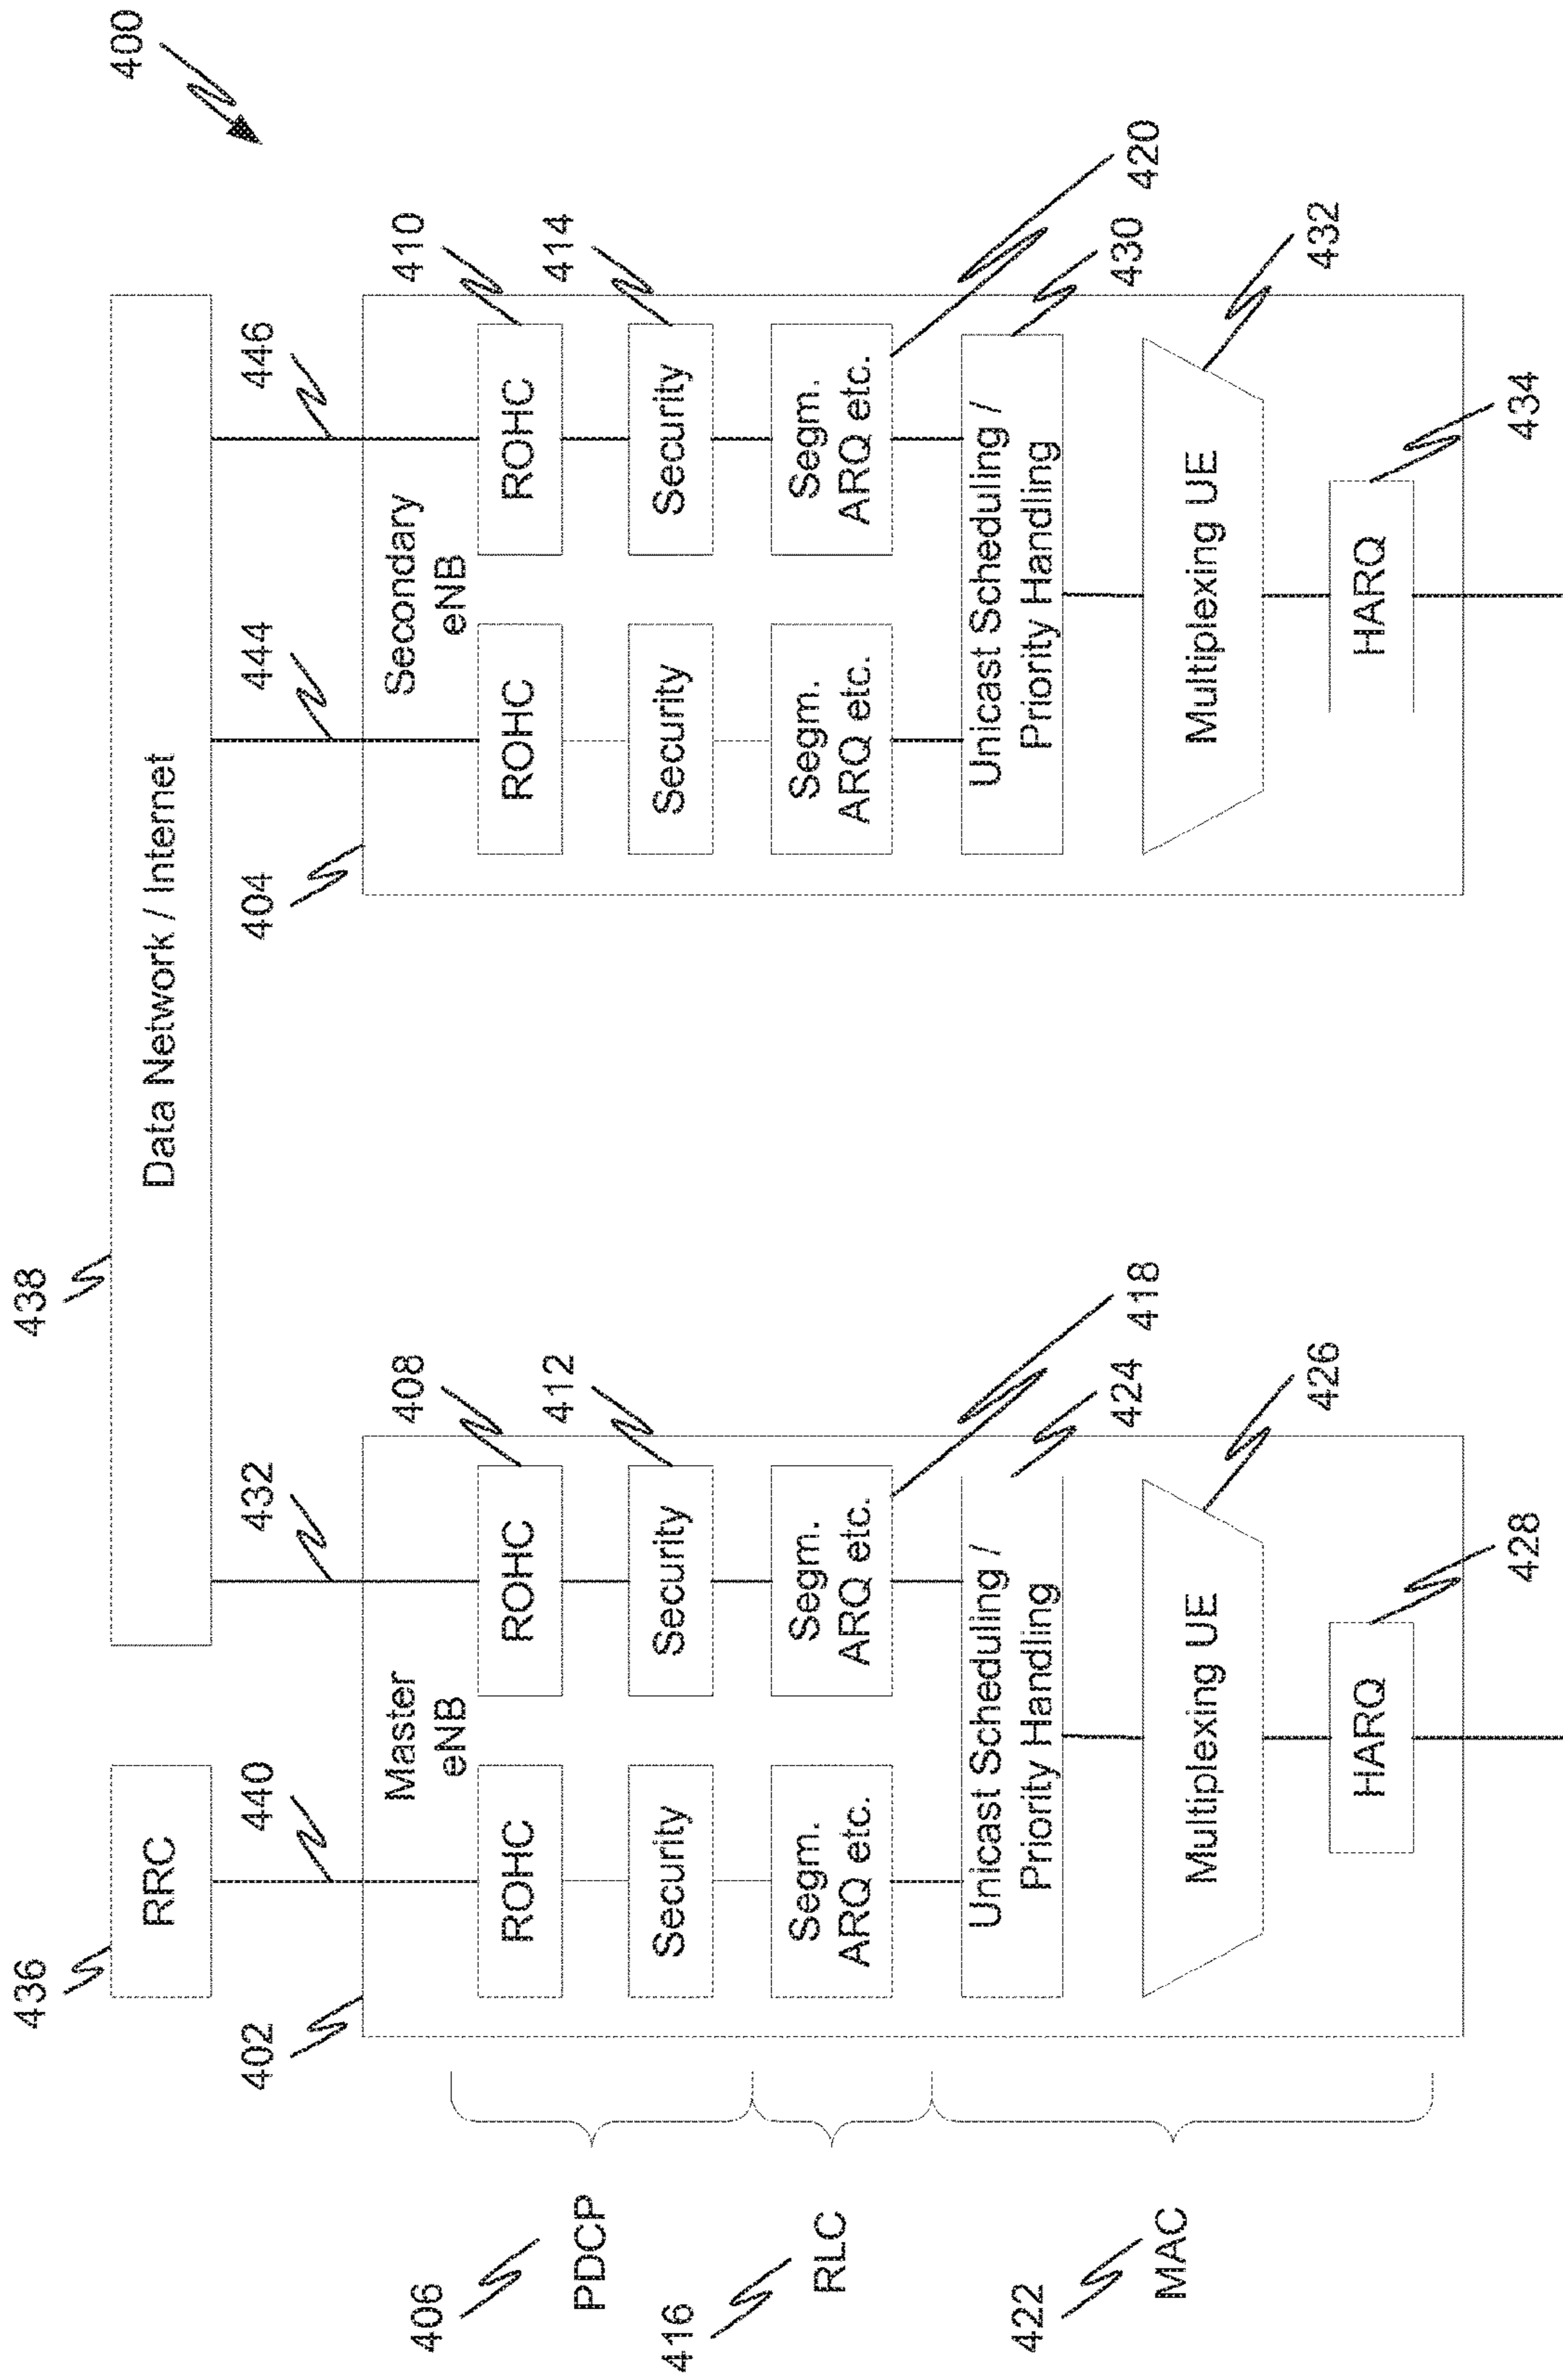 400
436
438
RRC
Data Network / Internet
440
432
444
446
402
404
Master
eNB
Secondary
eNB
406
PDCP
ROHC
ROHC
408
ROHC
ROHC
410
Security
Security
412
Security
Security
414
416
RLC
Segm.
ARQ etc.
Segm.
ARQ etc.
418
Segm.
ARQ etc.
Segm.
ARQ etc.
420
422
MAC
Unicast Scheduling /
Priority Handling
424
Unicast Scheduling /
Priority Handling
430
Multiplexing UE
426
Multiplexing UE
432
HARQ
428
HARQ
434